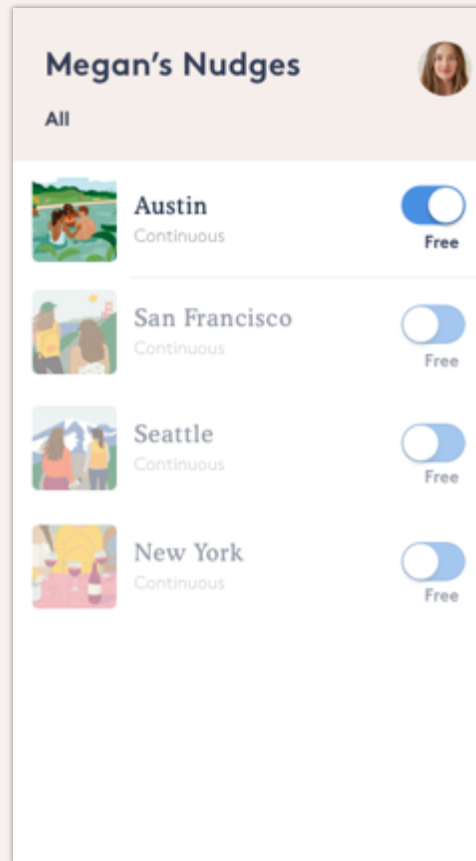 Megan's Nudges
All
Austin
Continuous
Free
San Francisco
Continuous
Free
Seattle
Continuous
Free
New York
Continuous
Free